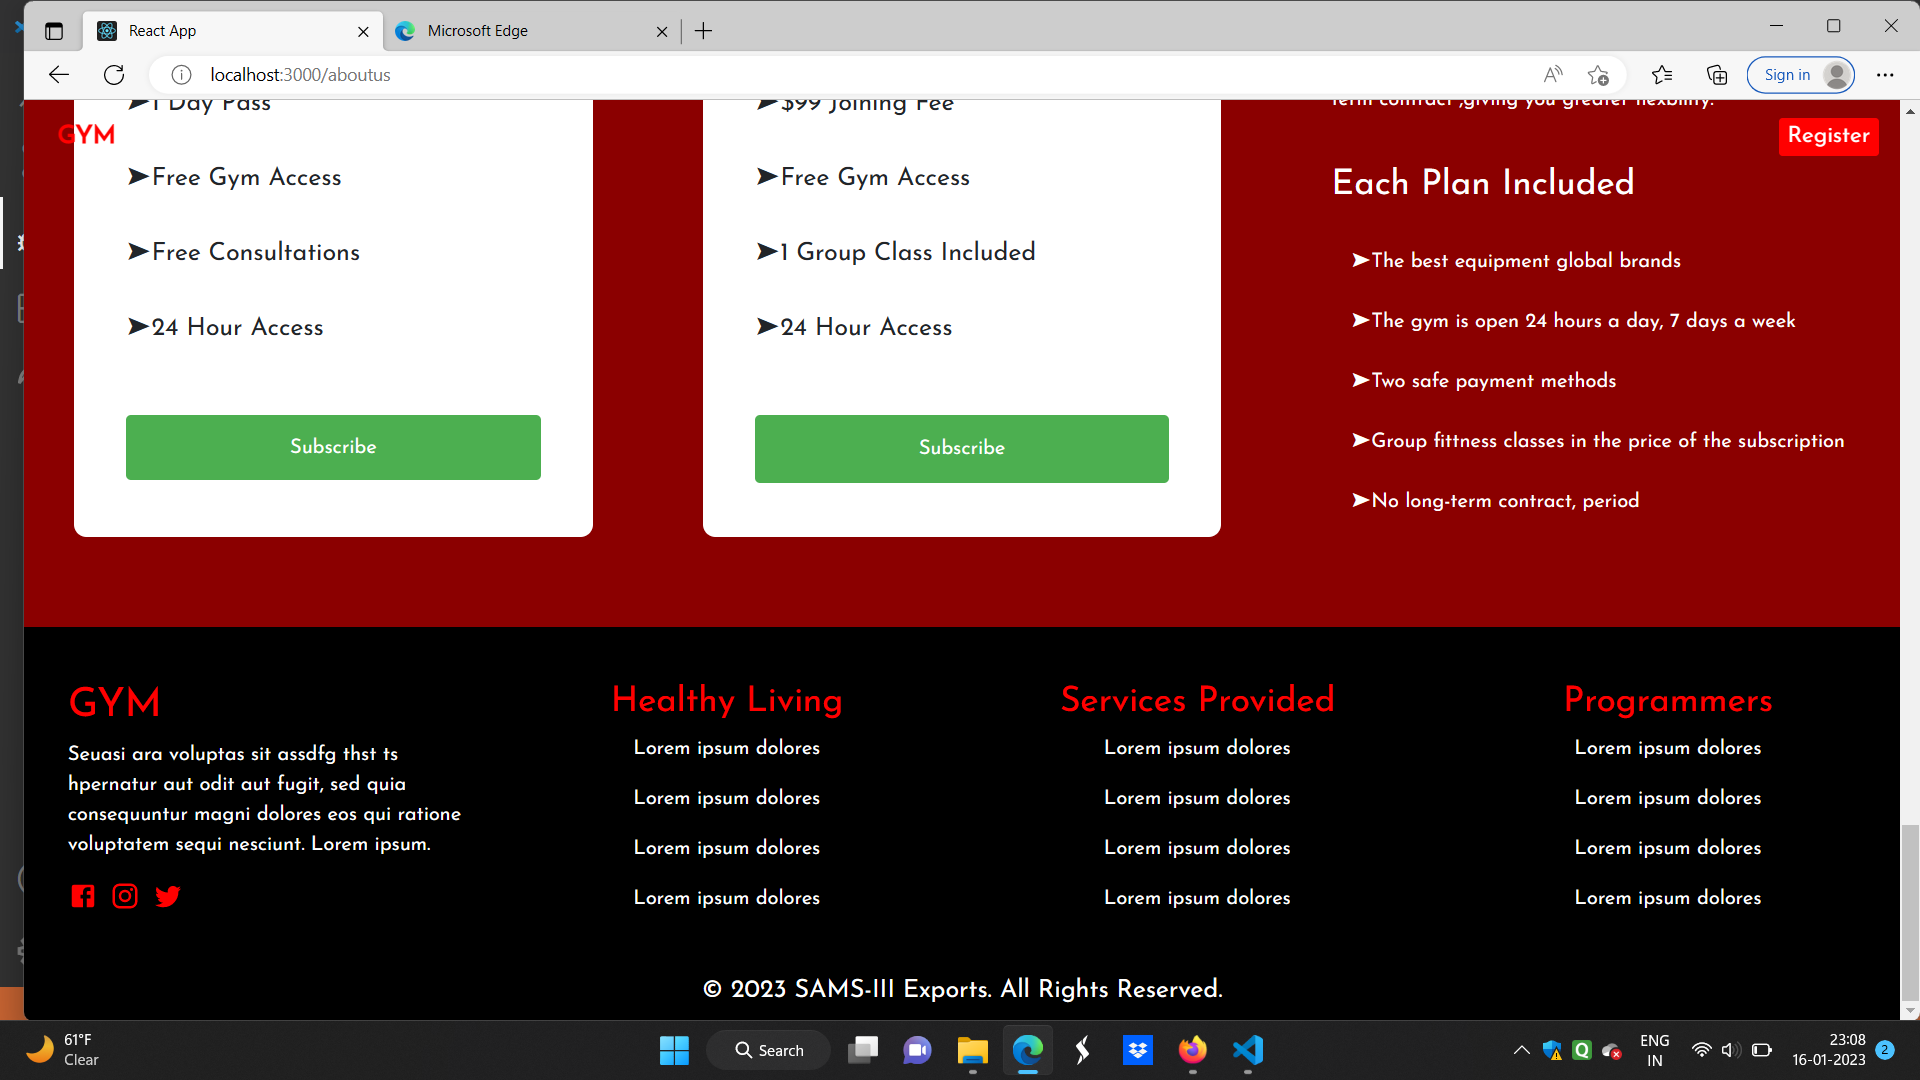 React App
Microsoft Edge
localhost:3000/aboutus
Sign in
GYM
Register
➤1 Day Pass
➤Free Gym Access
➤Free Consultations
➤24 Hour Access
Subscribe
➤$99 Joining Fee
➤Free Gym Access
➤1 Group Class Included
➤24 Hour Access
Subscribe
Term contract ,giving you greater flexbility.
Each Plan Included
➤The best equipment global brands
➤The gym is open 24 hours a day, 7 days a week
➤Two safe payment methods
➤Group fittness classes in the price of the subscription
➤No long-term contract, period
GYM
Seuasi ara voluptas sit assdfg thst ts
hpernatur aut odit aut fugit, sed quia
consequuntur magni dolores eos qui ratione
voluptatem sequi nesciunt. Lorem ipsum.
Healthy Living
Lorem ipsum dolores
Lorem ipsum dolores
Lorem ipsum dolores
Lorem ipsum dolores
Services Provided
Lorem ipsum dolores
Lorem ipsum dolores
Lorem ipsum dolores
Lorem ipsum dolores
Programmers
Lorem ipsum dolores
Lorem ipsum dolores
Lorem ipsum dolores
Lorem ipsum dolores
© 2023 SAMS-III Exports. All Rights Reserved.
61°F
Clear
Search
ENG
IN
23:08
16-01-2023
2